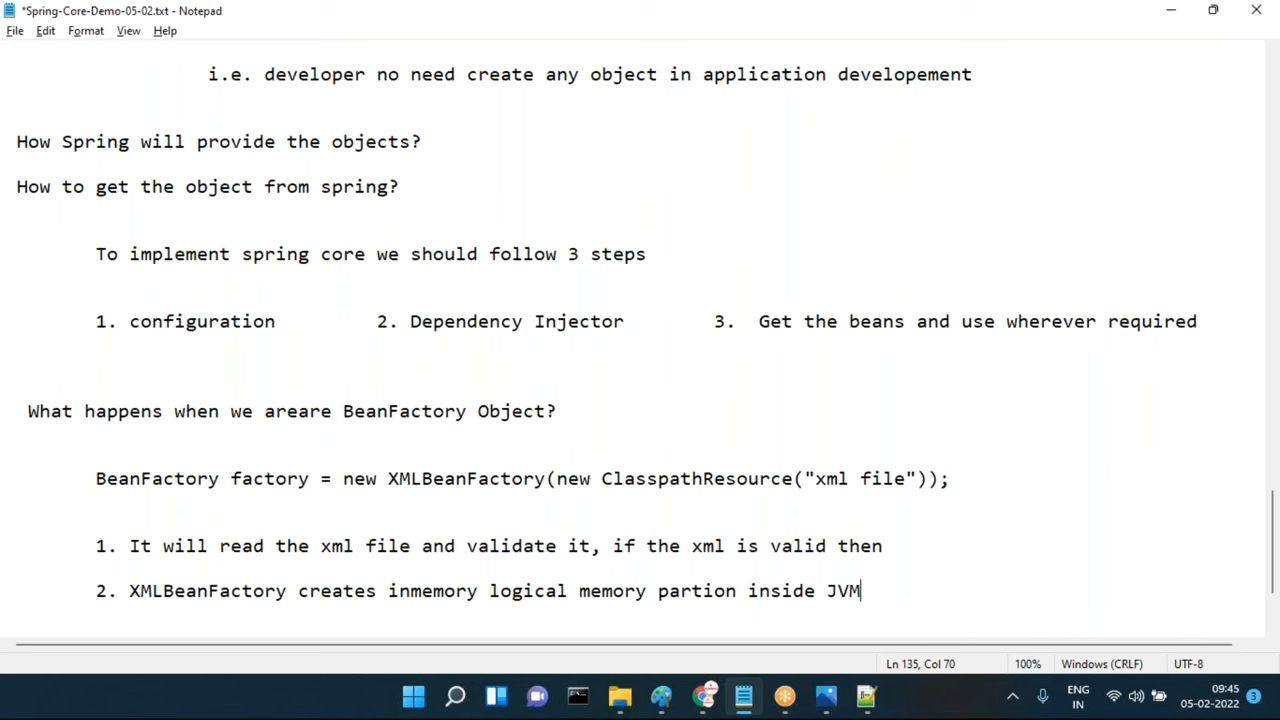 *Spring-Core-Demo-05-02.txt - Notepad
File Edit Format View Help
i.e. developer no need create any object in application developement
How Spring will provide the objects?
How to get the object from spring?
To implement spring core we should follow 3 steps
1. configuration 2. Dependency Injector 3. Get the beans and use wherever required
What happens when we areare BeanFactory Object?
BeanFactory factory = new XMLBeanFactory(new ClasspathResource("xml file"));
1. It will read the xml file and validate it, if the xml is valid then
2. XMLBeanFactory creates inmemory logical memory partion inside JVM
Ln 135, Col 70 100% Windows (CRLF) UTF-8
ENG 09:45
IN 05-02-2022 3